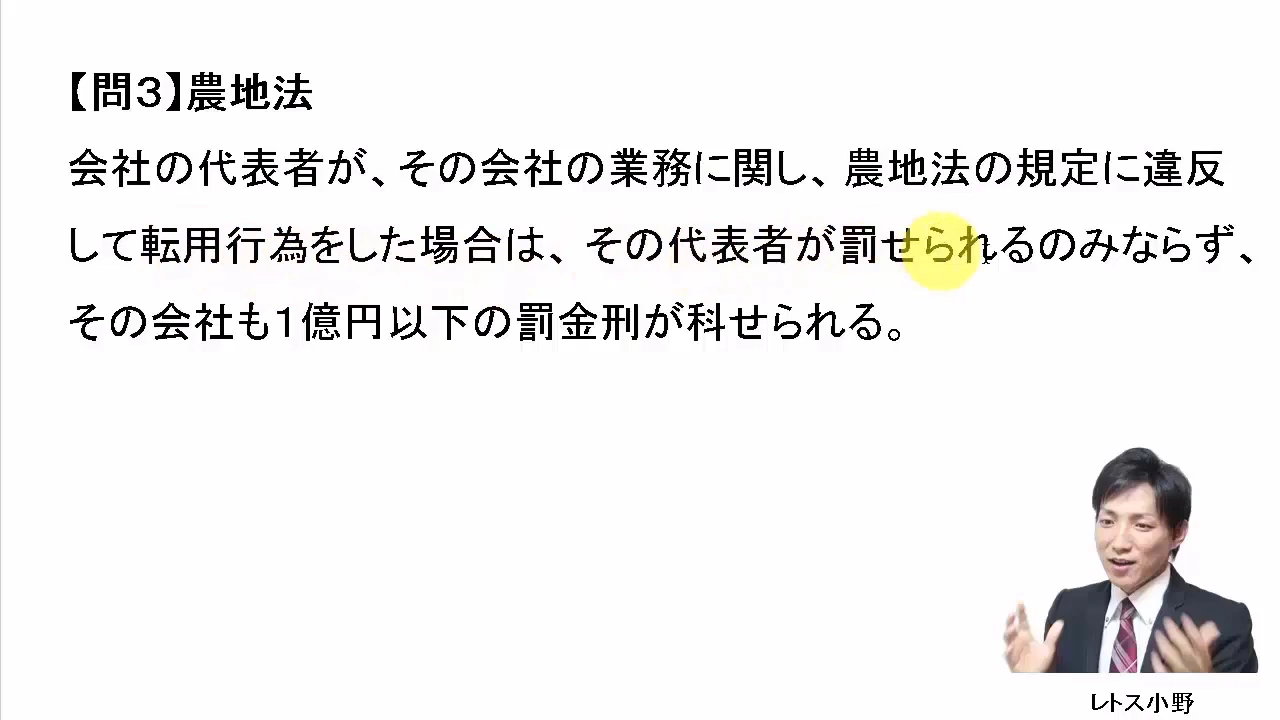 【問３】農地法
会社の代表者が、その会社の業務に関し、農地法の規定に違反
して転用行為をした場合は、その代表者が罰せられるのみならず、
その会社も１億円以下の罰金刑が科せられる。
レトス小野